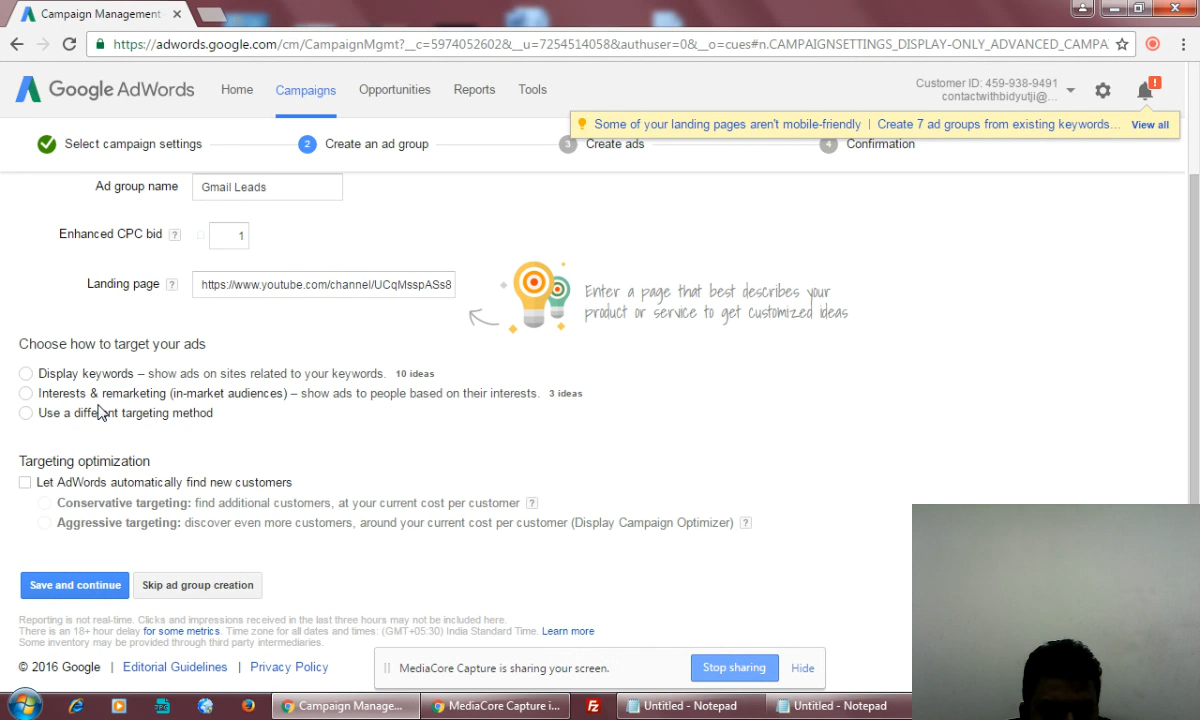 Campaign Management
https://adwords.google.com/cm/CampaignMgmt?__c=5974052602&__u=7254514058&authuser=0&__o=cues#n.CAMPAIGNSETTINGS_DISPLAY-ONLY_ADVANCED_CAMPA
Google AdWords Home Campaigns Opportunities Reports Tools
Customer ID: 459-938-9491
contactwithbidyutji@...
!
Some of your landing pages aren't mobile-friendly | Create 7 ad groups from existing keywords... View all
Select campaign settings 2 Create an ad group 3 Create ads 4 Confirmation
Ad group name Gmail Leads
Enhanced CPC bid ? 1
Landing page ? https://www.youtube.com/channel/UCqMsspASs8
Enter a page that best describes your
product or service to get customized ideas
Choose how to target your ads
Display keywords – show ads on sites related to your keywords. 10 ideas
Interests & remarketing (in-market audiences) – show ads to people based on their interests. 3 ideas
Use a different targeting method
Targeting optimization
Let AdWords automatically find new customers
Conservative targeting: find additional customers, at your current cost per customer ?
Aggressive targeting: discover even more customers, around your current cost per customer (Display Campaign Optimizer) ?
Save and continue Skip ad group creation
Reporting is not real-time. Clicks and impressions received in the last three hours may not be included here.
There is an 18+ hour delay for some metrics. Time zone for all dates and times: (GMT+05:30) India Standard Time. Learn more
Some inventory may be provided through third party intermediaries.
© 2016 Google | Editorial Guidelines | Privacy Policy
MediaCore Capture is sharing your screen. Stop sharing Hide
Campaign Manage... MediaCore Capture i... Untitled - Notepad Untitled - Notepad